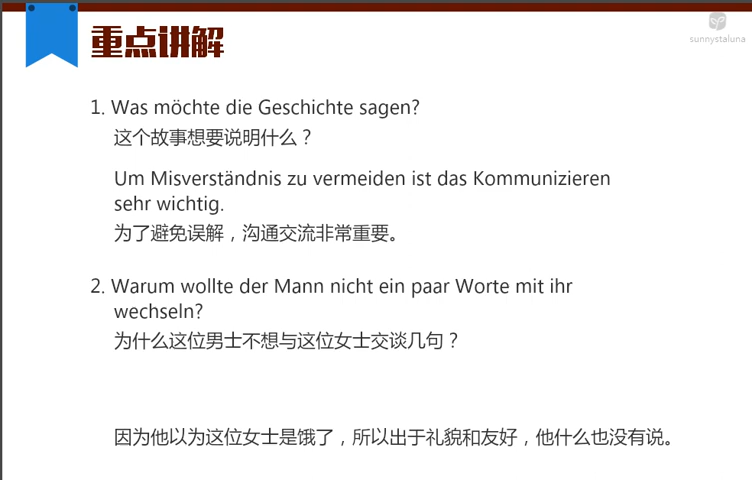 重点讲解
sunnystaluna
1. Was möchte die Geschichte sagen?
这个故事想要说明什么？
Um Misverständnis zu vermeiden ist das Kommunizieren
sehr wichtig.
为了避免误解，沟通交流非常重要。
2. Warum wollte der Mann nicht ein paar Worte mit ihr
wechseln?
为什么这位男士不想与这位女士交谈几句？
因为他以为这位女士是饿了，所以出于礼貌和友好，他什么也没有说。